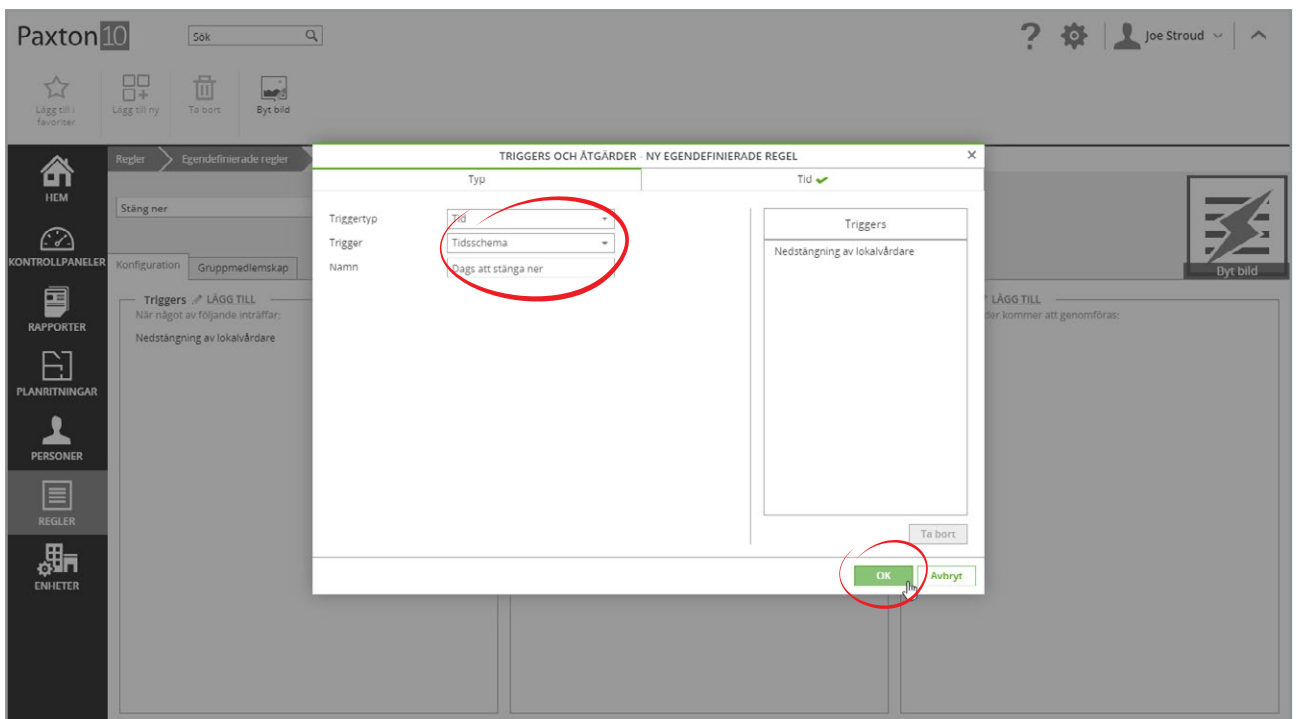 Paxton 10
Sök
Joe Stroud
Lägg till i favoriter
Lägg till ny
Ta bort
Byt bild
HEM
KONTROLLPANELER
RAPPORTER
PLANRITNINGAR
PERSONER
REGLER
ENHETER
Regler
Egendefinierade regler
Stäng ner
Byt bild
Konfiguration
Gruppmedlemskap
Triggers LÄGG TILL
När något av följande inträffar:
Nedstängning av lokalvårdare
LÄGG TILL
der kommer att genomföras:
TRIGGERS OCH ÅTGÄRDER - NY EGENDEFINIERADE REGEL
Typ
Tid
Triggertyp
Tid
Trigger
Tidsschema
Namn
Dags att stänga ner
Triggers
Nedstängning av lokalvårdare
Ta bort
OK
Avbryt